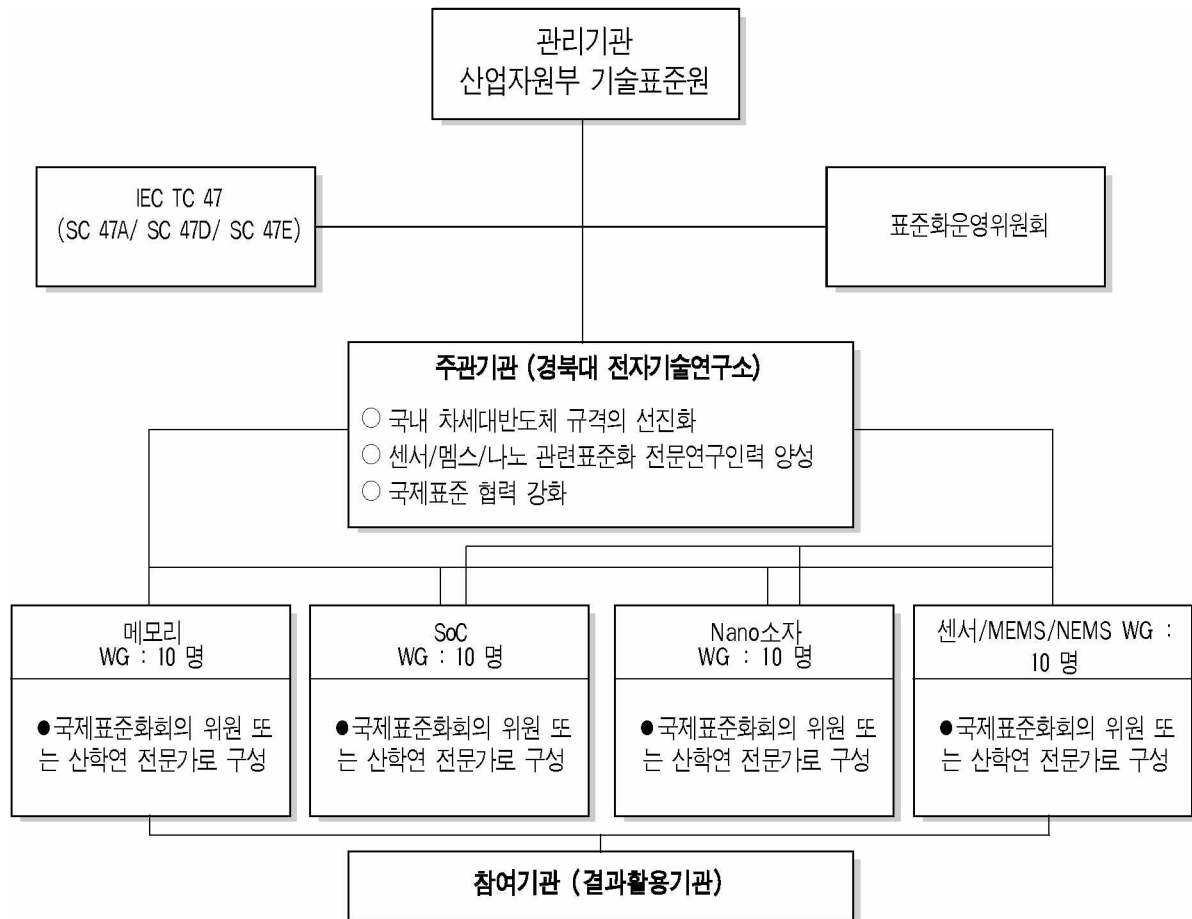 관리기관
산업자원부 기술표준원
IEC TC 47
(SC 47A/ SC 47D/ SC 47E)
표준화운영위원회
주관기관 (경북대 전자기술연구소)
○ 국내 차세대반도체 규격의 선진화
○ 센서/멤스/나노 관련표준화 전문연구인력 양성
○ 국제표준 협력 강화
메모리
WG : 10 명
●국제표준화회의 위원 또
는 산학연 전문가로 구성
SoC
WG : 10 명
●국제표준화회의 위원 또
는 산학연 전문가로 구성
Nano소자
WG : 10 명
●국제표준화회의 위원 또
는 산학연 전문가로 구성
센서/MEMS/NEMS WG :
10 명
●국제표준화회의 위원 또
는 산학연 전문가로 구성
참여기관 (결과활용기관)